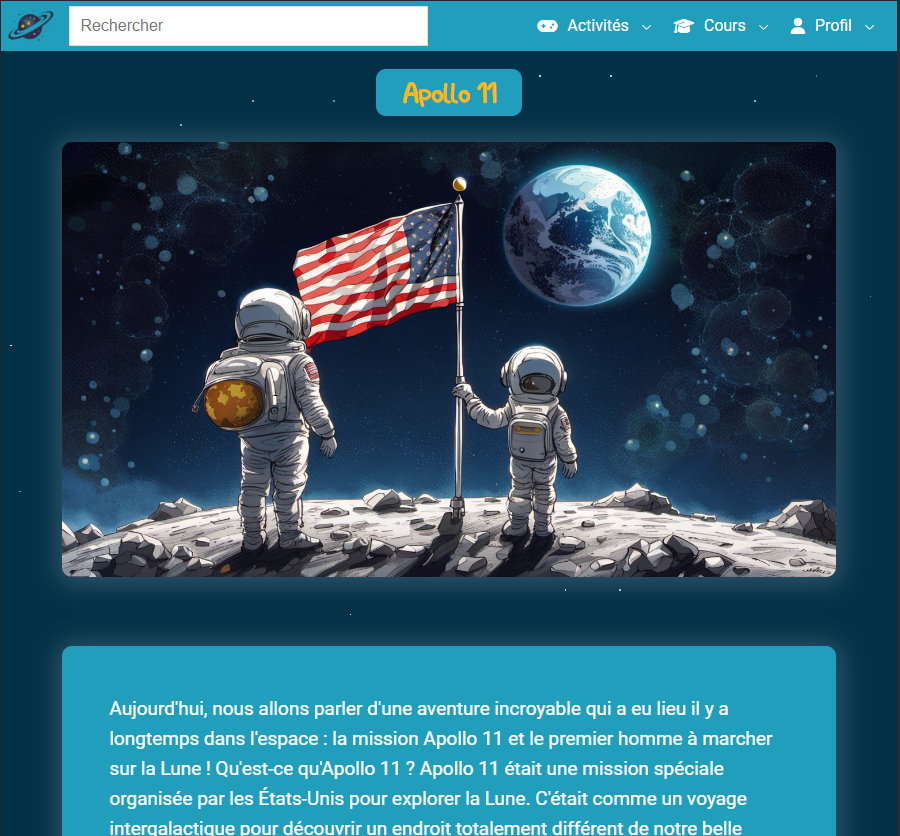 Rechercher
Activités
Cours
Profil
Apollo 11
Aujourd'hui, nous allons parler d'une aventure incroyable qui a eu lieu il y a
longtemps dans l'espace : la mission Apollo 11 et le premier homme à marcher
sur la Lune ! Qu'est-ce qu'Apollo 11 ? Apollo 11 était une mission spéciale
organisée par les États-Unis pour explorer la Lune. C'était comme un voyage
intergalactique pour découvrir un endroit totalement différent de notre belle